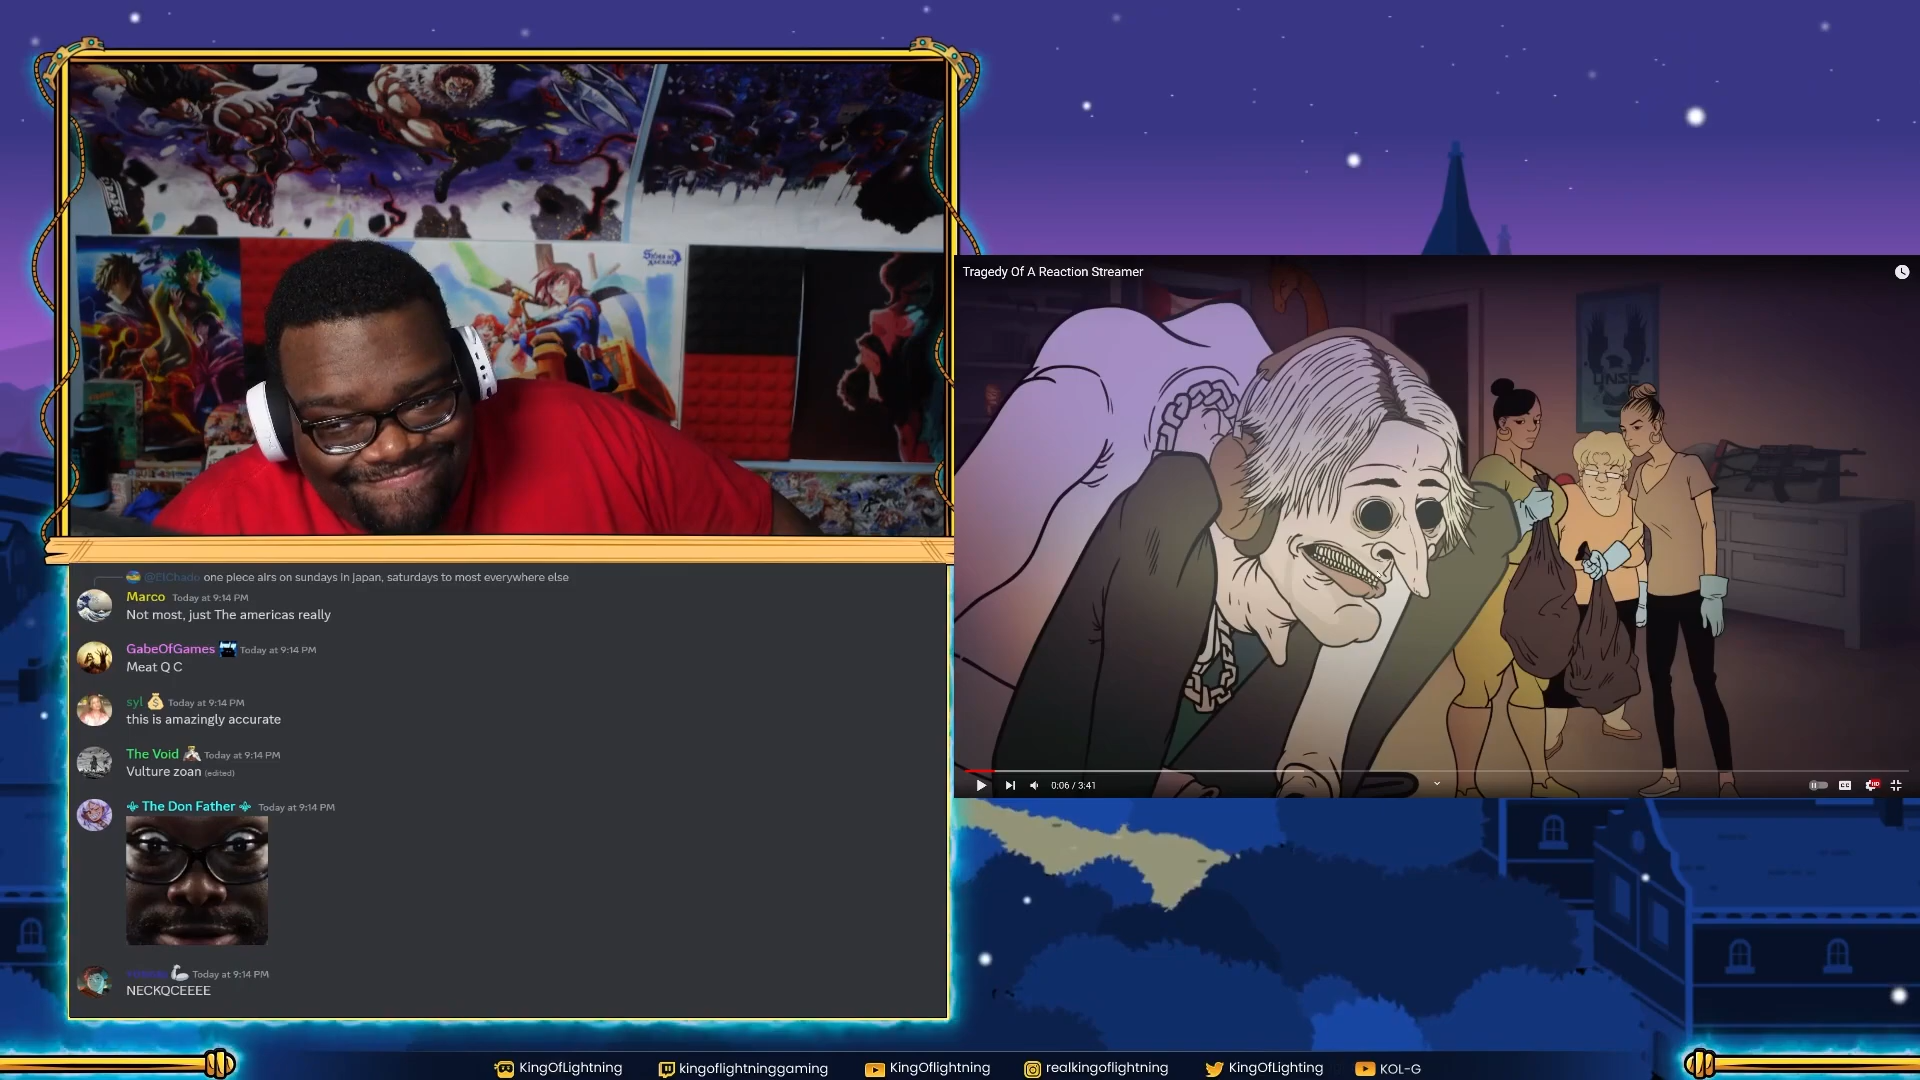 Tragedy Of A Reaction Streamer
UNSC
0:06 / 3:41
@ElChado one piece airs on sundays in japan, saturdays to most everywhere else
Marco Today at 9:14 PM
Not most, just The americas really
GabeOfGames Today at 9:14 PM
Meat Q C
syl Today at 9:14 PM
this is amazingly accurate
The Void Today at 9:14 PM
Vulture zoan (edited)
The Don Father Today at 9:14 PM
Today at 9:14 PM
NECKQCEEEE
KingOfLightning kingoflightninggaming KingOflightning realkingoflightning KingOfLighting KOL-G